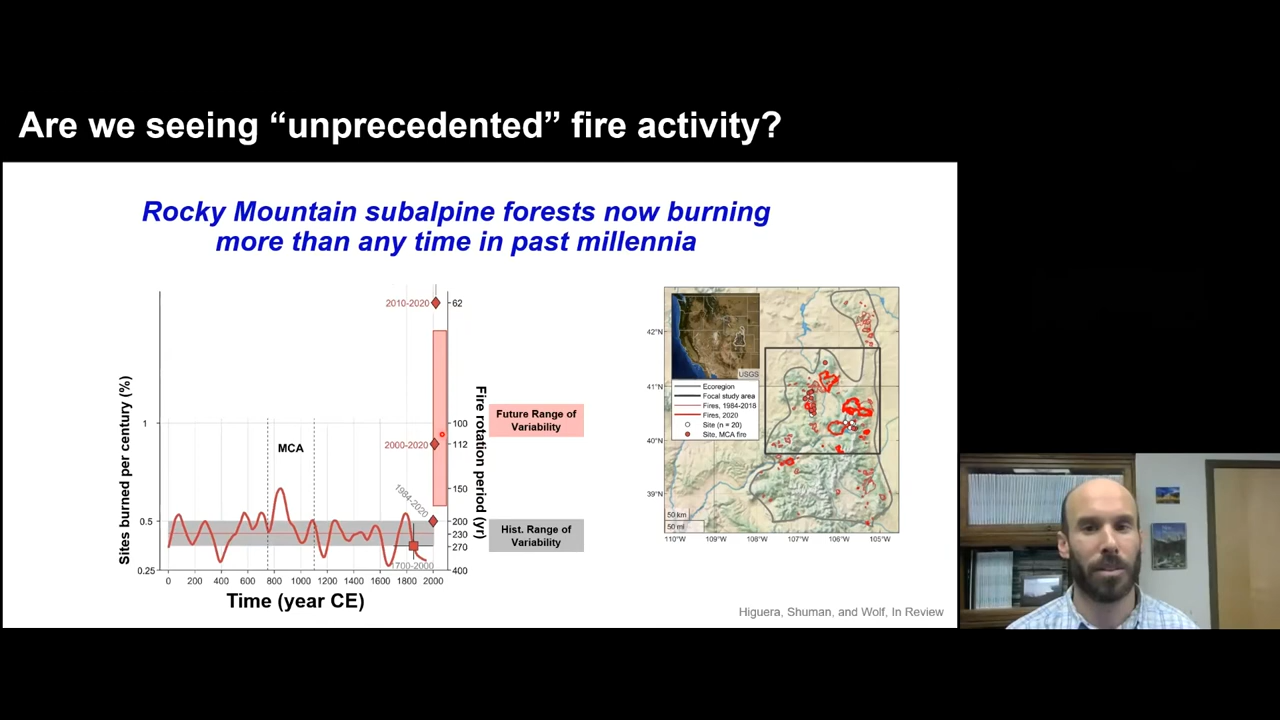 Are we seeing “unprecedented” fire activity?
Rocky Mountain subalpine forests now burning
more than any time in past millennia
Sites burned per century (%)
1
0.5
0.25
MCA
2010-2020
2000-2020
1984-2020
1700-2000
62
100
112
150
200
230
270
400
Fire rotation period (yr)
0 200 400 600 800 1000 1200 1400 1600 1800 2000
Time (year CE)
Future Range of
Variability
Hist. Range of
Variability
42°N
41°N
40°N
39°N
USGS
Ecoregion
Focal study area
Fires, 1984-2018
Fires, 2020
Site (n = 20)
Site, MCA fire
50 km
50 mi
110°W 109°W 108°W 107°W 106°W 105°W
Higuera, Shuman, and Wolf, In Review